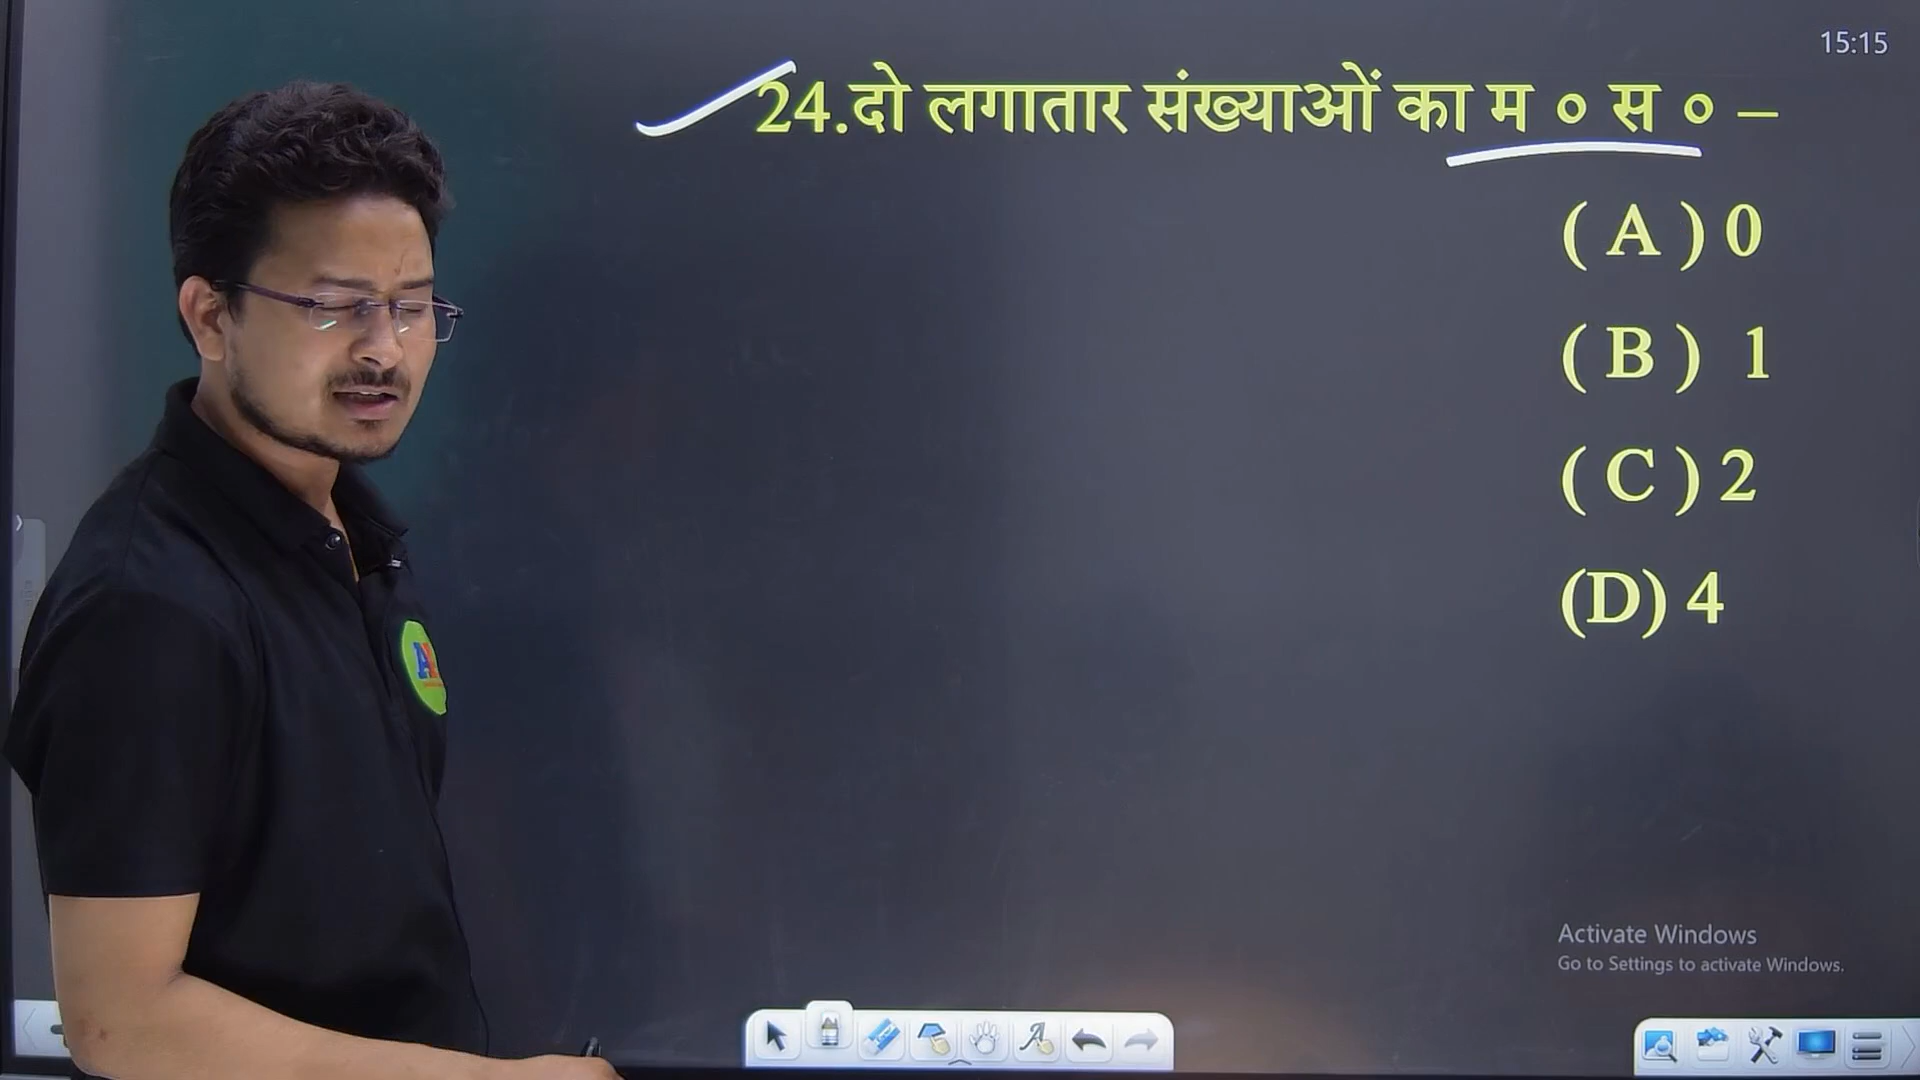 15:15
24.दो लगातार संख्याओं का म ० स ० –
( A ) 0
( B ) 1
( C ) 2
(D) 4
Activate Windows
Go to Settings to activate Windows.